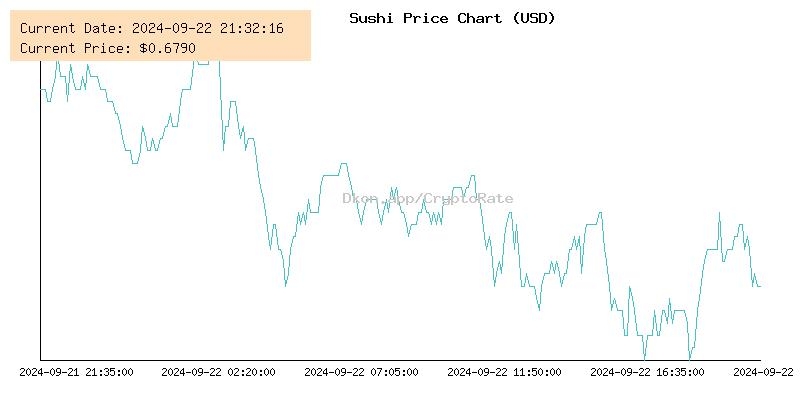 Sushi Price Chart (USD)
Current Date: 2024-09-22 21:32:16
Current Price: $0.6790
Dkon.app/CryptoRate
2024-09-21 21:35:00 2024-09-22 02:20:00 2024-09-22 07:05:00 2024-09-22 11:50:00 2024-09-22 16:35:00 2024-09-22